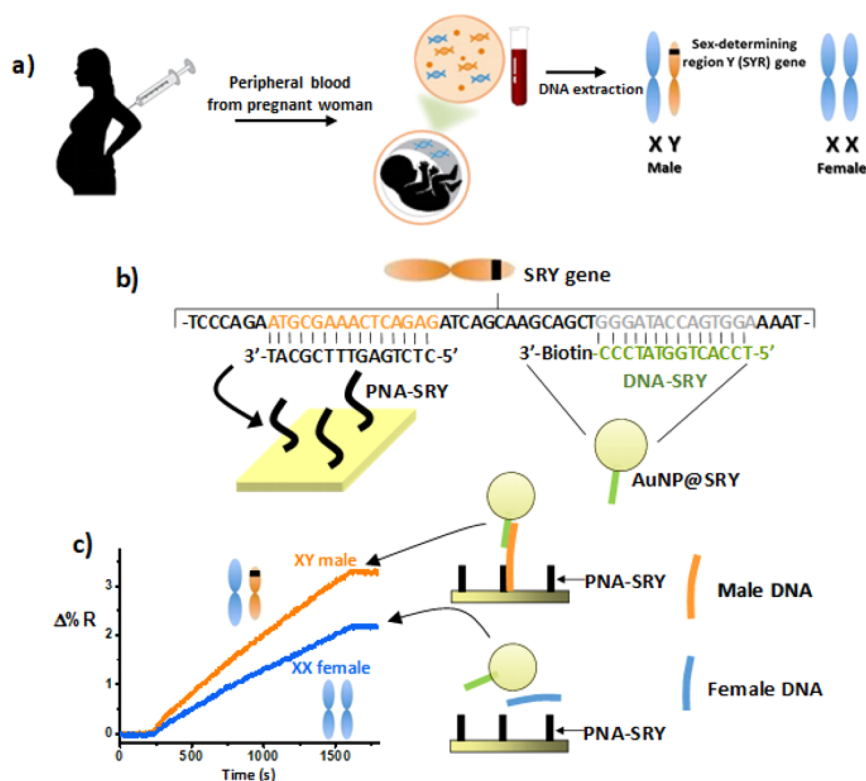 a)
Peripheral blood
from pregnant woman
DNA extraction
Sex-determining
region Y (SYR) gene
X Y
Male
X X
Female
b)
SRY gene
-TCCCAGAATGCGAAACTCAGAGATCAGCAAGCAGCTGGGATACCAGTGGAAAAT-
3’-TACGCTTTGAGTCTC-5’
3’-Biotin-CCCTATGGTCACCT-5’
PNA-SRY
DNA-SRY
AuNP@SRY
c)
XY male
XX female
Δ% R
3
2
1
0
0
500
1000
1500
Time (s)
PNA-SRY
Male DNA
Female DNA
PNA-SRY